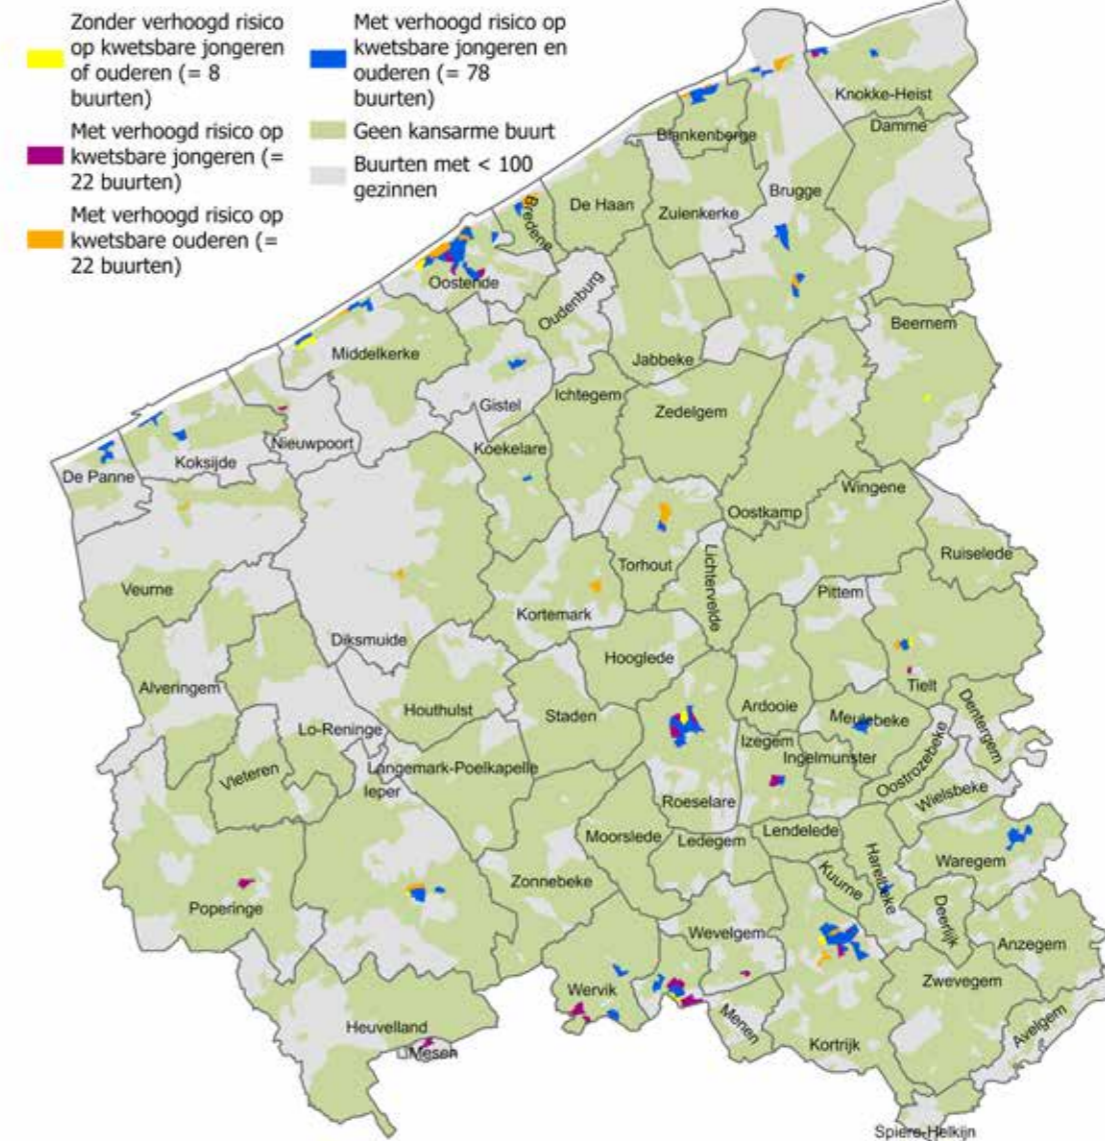 Zonder verhoogd risico
op kwetsbare jongeren
of ouderen (= 8
buurten)
Met verhoogd risico op
kwetsbare jongeren (=
22 buurten)
Met verhoogd risico op
kwetsbare ouderen (=
22 buurten)
Met verhoogd risico op
kwetsbare jongeren en
ouderen (= 78
buurten)
Geen kansarme buurt
Buurten met < 100
gezinnen
Knokke-Heist
Damme
Blankenberge
Brugge
De Haan
Zuienkerke
Bredene
Oostende
Oudenburg
Beernem
Middelkerke
Jabbeke
Ichtegem
Gistel
Zedelgem
Nieuwpoort
Koekelare
Koksijde
De Panne
Wingene
Oostkamp
Ruiselede
Torhout
Lichtervelde
Veurne
Pittem
Kortemark
Diksmuide
Hooglede
Alveringem
Tielt
Houthulst
Staden
Ardooie
Meulebeke
Dentergem
Lo-Reninge
Izegem
Ingelmunster
Oostrozebeke
Vleteren
Langemark-Poelkapelle
Ieper
Wielsbeke
Roeselare
Moorslede
Ledegem
Lendelede
Harelbeke
Waregem
Kuurne
Zonnebeke
Poperinge
Deerlijk
Wevelgem
Anzegem
Zwevegem
Wervik
Menen
Avelgem
Heuvelland
Kortrijk
Mesen
Spiere-Helkijn